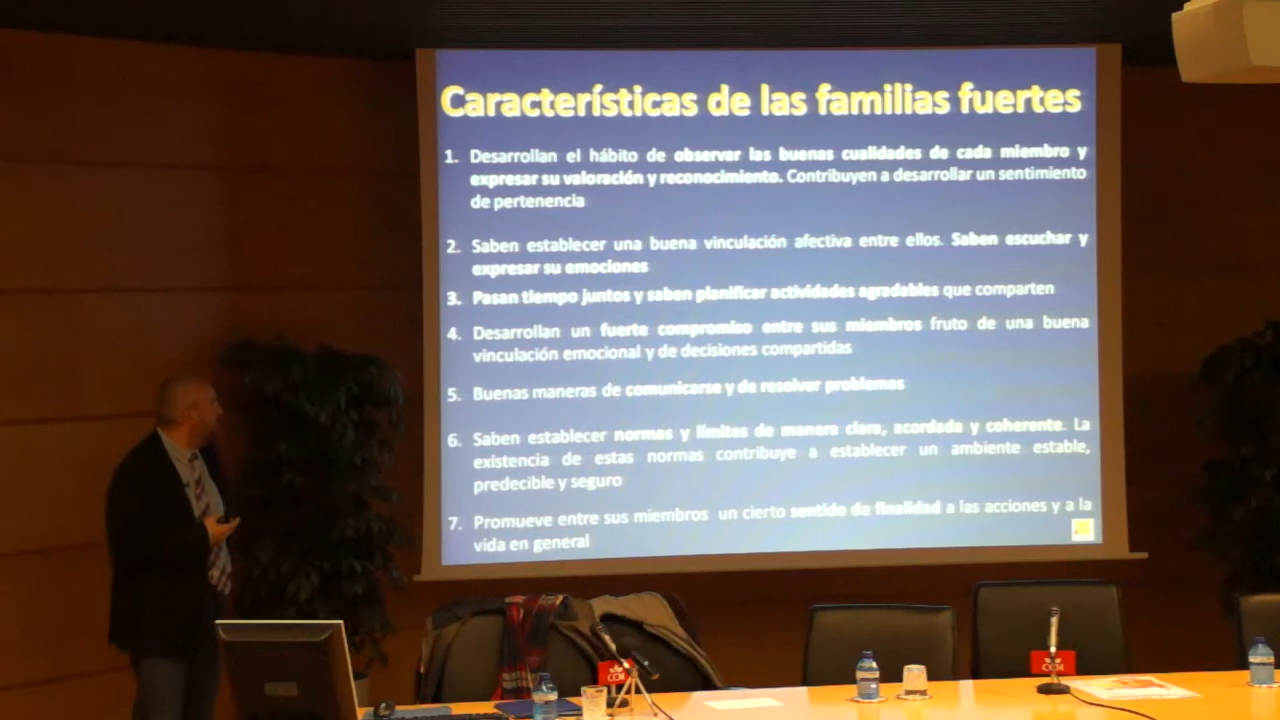 Características de las familias fuertes
1. Desarrollan el hábito de observar las buenas cualidades de cada miembro y
expresar su valoración y reconocimiento. Contribuyen a desarrollar un sentimiento
de pertenencia
2. Saben establecer una buena vinculación afectiva entre ellos. Saben escuchar y
expresar su emociones
3. Pasan tiempo juntos y saben planificar actividades agradables que comparten
4. Desarrollan un fuerte compromiso entre sus miembros fruto de una buena
vinculación emocional y de decisiones compartidas
5. Buenas maneras de comunicarse y de resolver problemas
6. Saben establecer normas y límites de manera clara, acordada y coherente. La
existencia de estas normas contribuye a establecer un ambiente estable,
predecible y seguro
7. Promueve entre sus miembros un cierto sentido de finalidad a las acciones y a la
vida en general
CCM
CCM